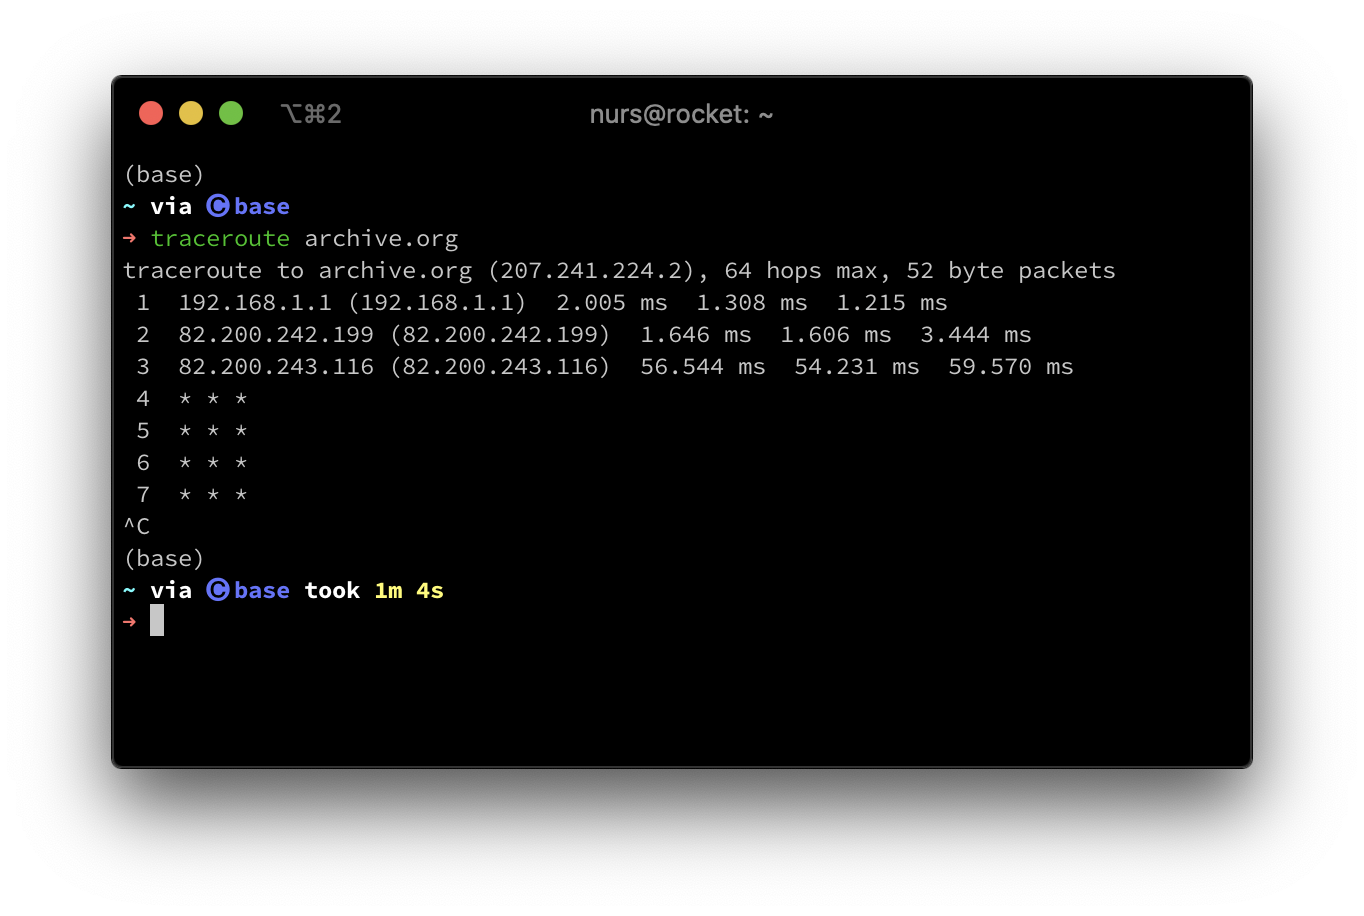 ⌥⌘2 nurs@rocket: ~
(base)
~ via 🅒 base
➜ traceroute archive.org
traceroute to archive.org (207.241.224.2), 64 hops max, 52 byte packets
 1  192.168.1.1 (192.168.1.1)  2.005 ms  1.308 ms  1.215 ms
 2  82.200.242.199 (82.200.242.199)  1.646 ms  1.606 ms  3.444 ms
 3  82.200.243.116 (82.200.243.116)  56.544 ms  54.231 ms  59.570 ms
 4  * * *
 5  * * *
 6  * * *
 7  * * *
^C
(base)
~ via 🅒 base took 1m 4s
➜